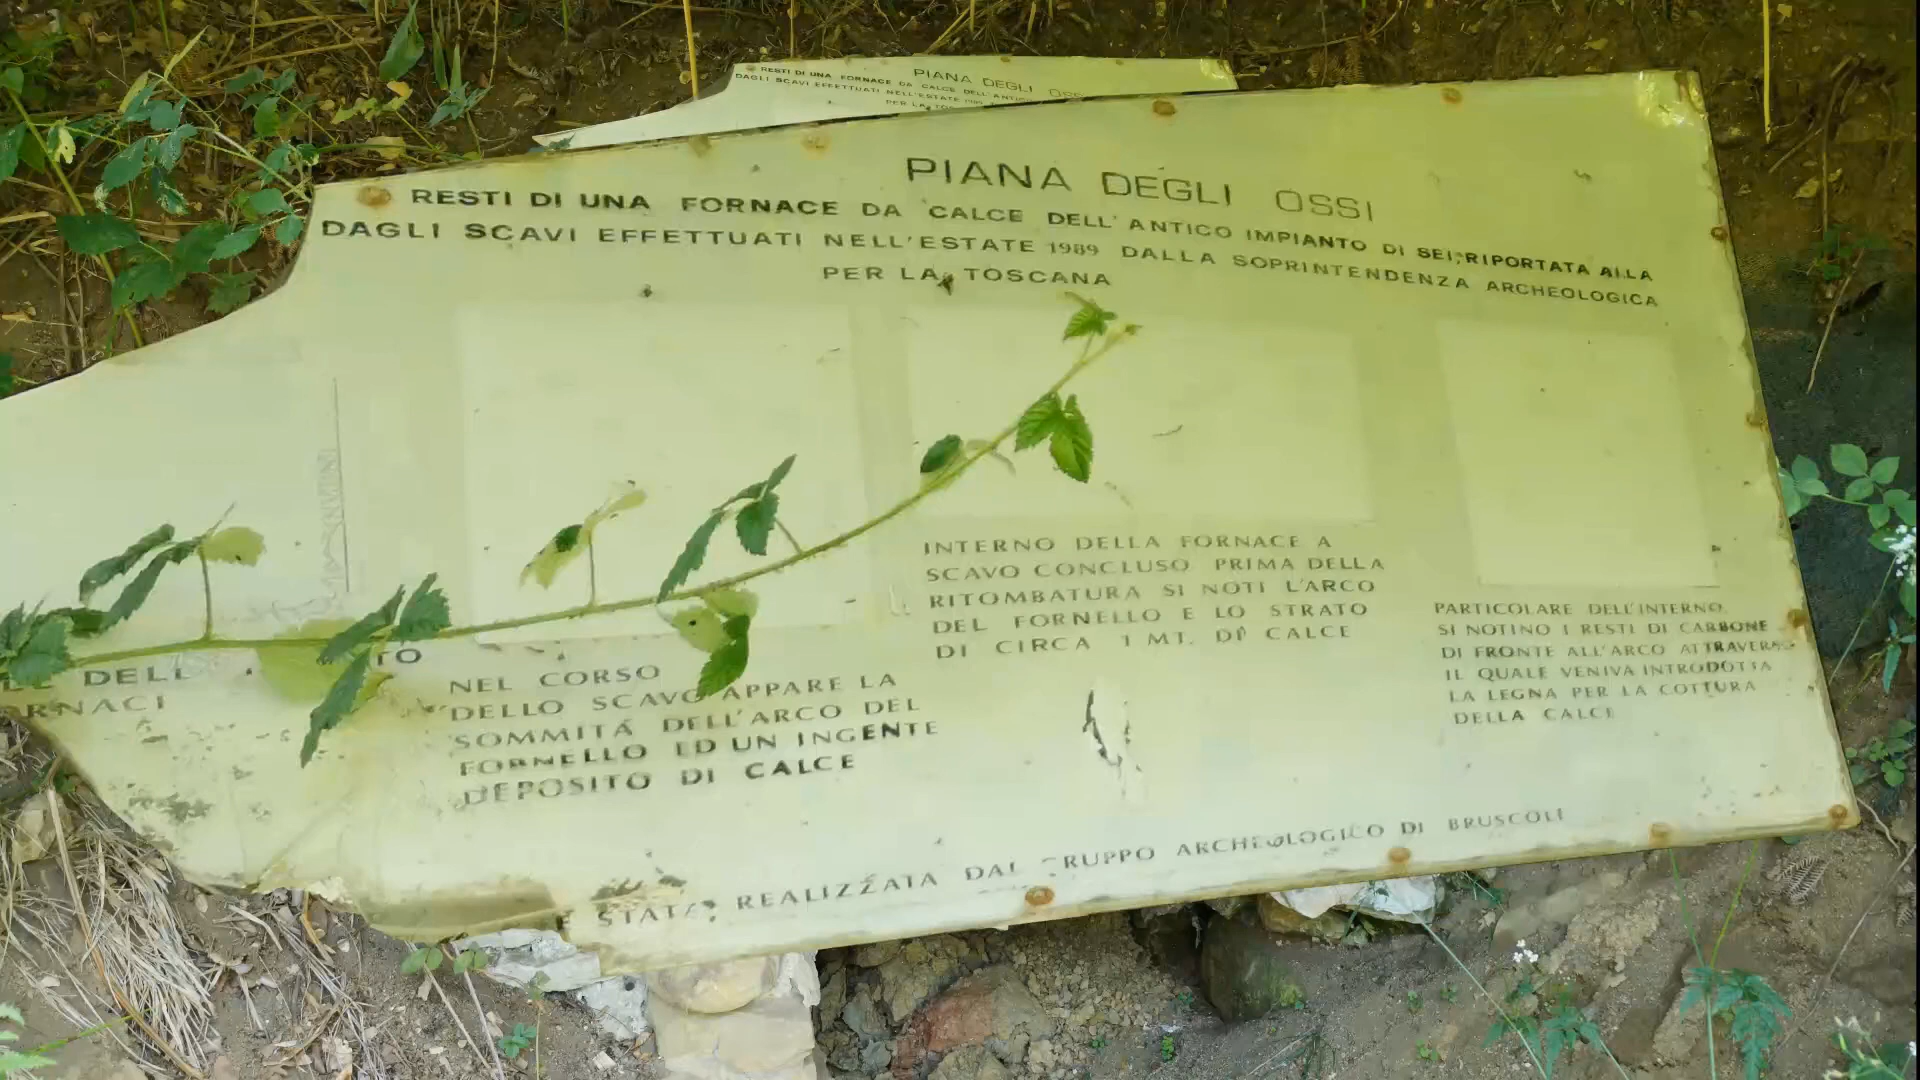 PIANA DEGLI OSS
RESTI DI UNA FORNACE DA CALCE DELL'ANTICO
DAGLI SCAVI EFFETTUATI NELL'ESTATE
PER LA
PIANA DEGLI OSSI
RESTI DI UNA FORNACE DA CALCE DELL'ANTICO IMPIANTO DI SEI, RIPORTATA ALLA
DAGLI SCAVI EFFETTUATI NELL'ESTATE 1989 DALLA SOPRINTENDENZA ARCHEOLOGICA
PER LA TOSCANA
DELL TO
RNACI
NEL CORSO
DELLO SCAVO APPARE LA
SOMMITÁ DELL'ARCO DEL
FORNELLO ED UN INGENTE
DEPOSITO DI CALCE
INTERNO DELLA FORNACE A
SCAVO CONCLUSO PRIMA DELLA
RITOMBATURA SI NOTI L'ARCO
DEL FORNELLO E LO STRATO
DI CIRCA 1 MT. DI CALCE
PARTICOLARE DELL'INTERNO.
SI NOTINO I RESTI DI CARBONE
DI FRONTE ALL'ARCO ATTRAVERSO
IL QUALE VENIVA INTRODOTTA
LA LEGNA PER LA COTTURA
DELLA CALCE
È STATA REALIZZATA DAL GRUPPO ARCHEOLOGICO DI BRUSCOLI